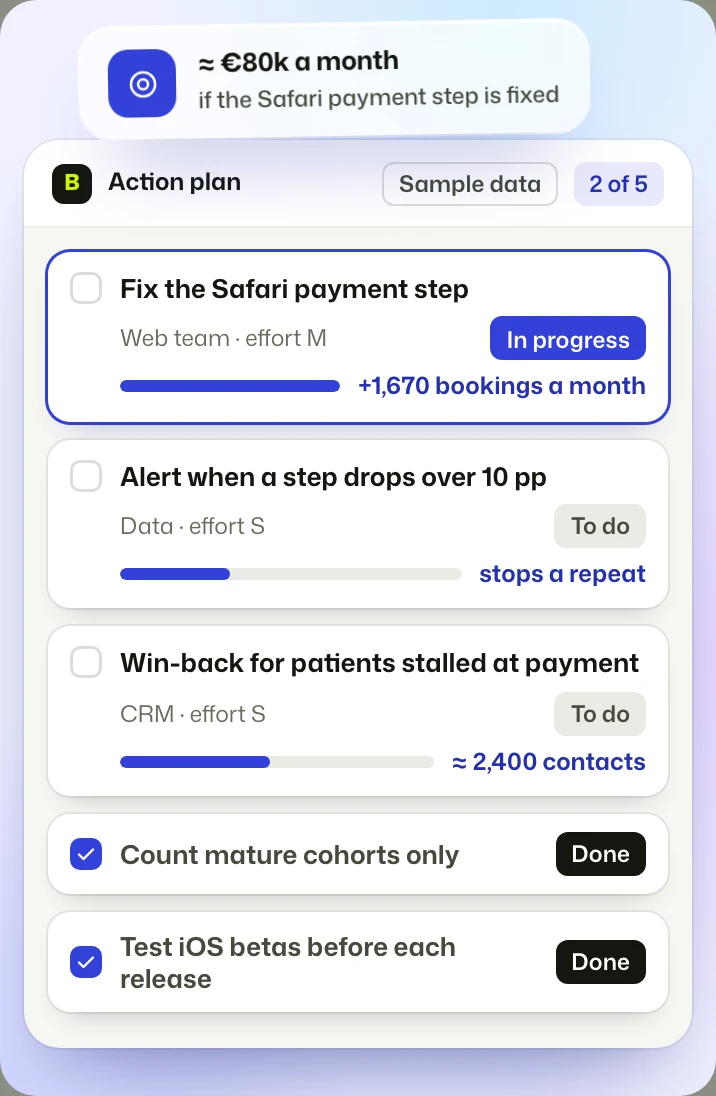 ≈ €80k a month
if the Safari payment step is fixed
B Action plan Sample data 2 of 5
Fix the Safari payment step
Web team · effort M In progress
+1,670 bookings a month
Alert when a step drops over 10 pp
Data · effort S To do
stops a repeat
Win-back for patients stalled at payment
CRM · effort S To do
≈ 2,400 contacts
Count mature cohorts only Done
Test iOS betas before each
release
Done